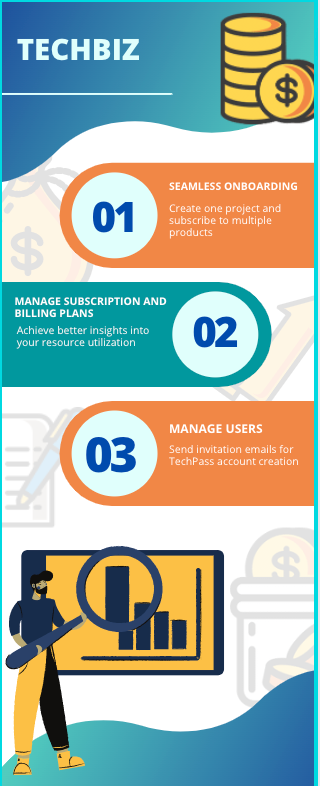 TECHBIZ
$
01
SEAMLESS ONBOARDING
Create one project and
subscribe to multiple
products
$
MANAGE SUBSCRIPTION AND
BILLING PLANS
Achieve better insights into
your resource utilization
02
03
MANAGE USERS
Send invitation emails for
TechPass account creation
$